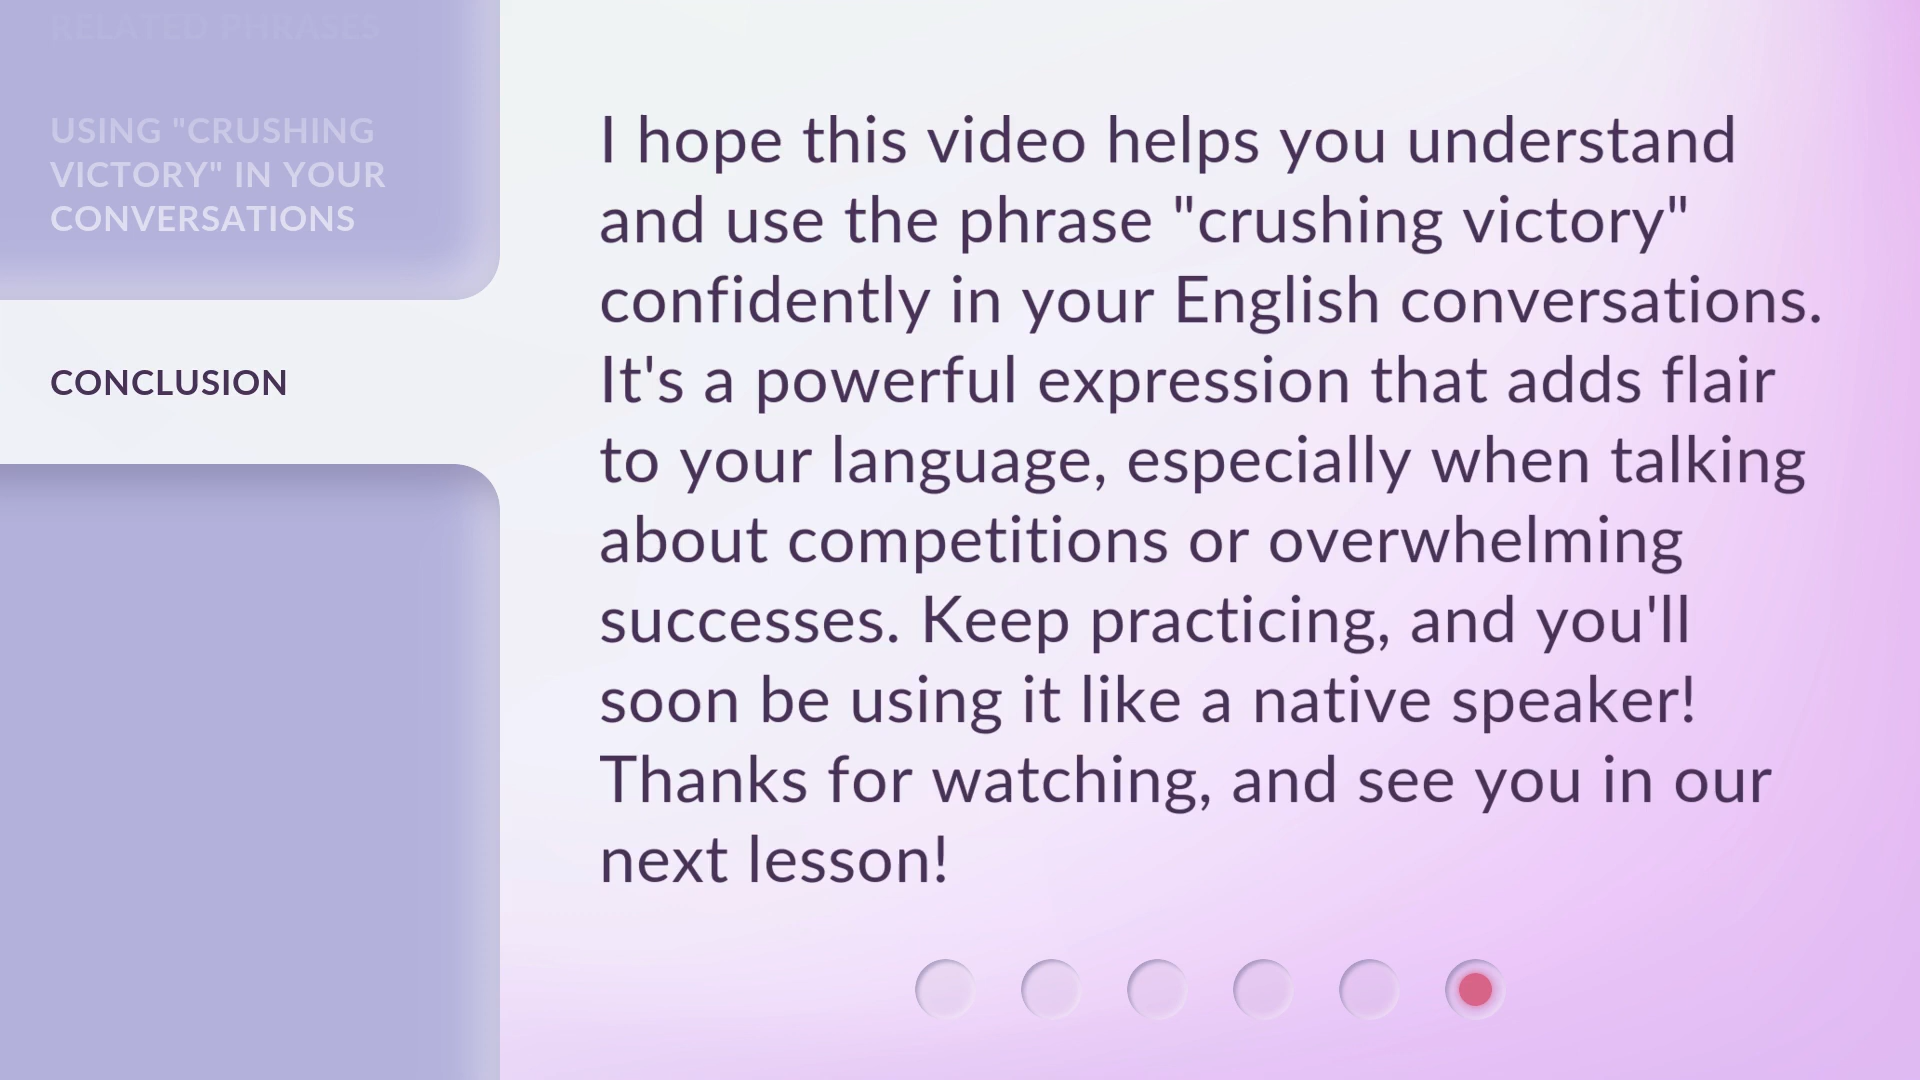 RELATED PHRASES
USING "CRUSHING
VICTORY" IN YOUR
CONVERSATIONS
CONCLUSION
I hope this video helps you understand
and use the phrase "crushing victory"
confidently in your English conversations.
It's a powerful expression that adds flair
to your language, especially when talking
about competitions or overwhelming
successes. Keep practicing, and you'll
soon be using it like a native speaker!
Thanks for watching, and see you in our
next lesson!